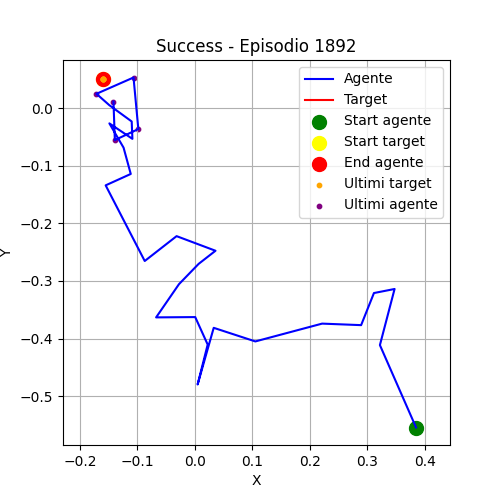 Success - Episodio 1892
Agente
Target
Start agente
Start target
End agente
Ultimi target
Ultimi agente
0.0
−0.1
−0.2
−0.3
−0.4
−0.5
Y
−0.2
−0.1
0.0
0.1
0.2
0.3
0.4
X